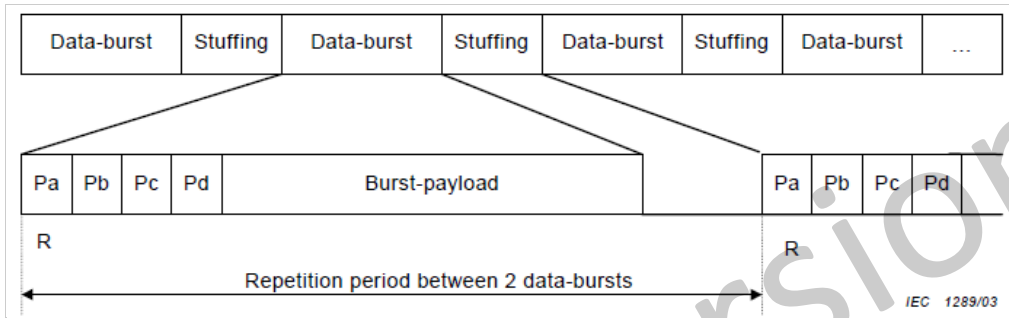 Data-burst Stuffing Data-burst Stuffing Data-burst Stuffing Data-burst ...
Pa Pb Pc Pd Burst-payload Pa Pb Pc Pd
R R
Repetition period between 2 data-bursts
IEC 1289/03